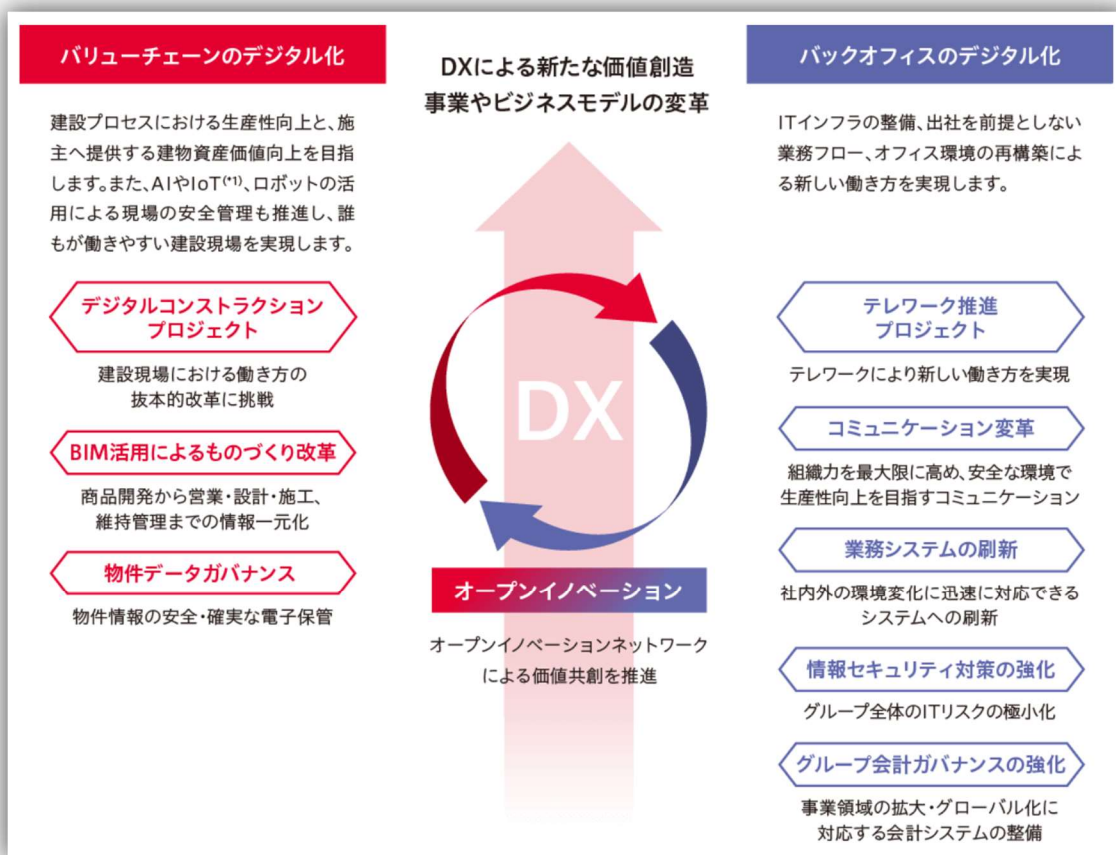 バリューチェーンのデジタル化
建設プロセスにおける生産性向上と、施
主へ提供する建物資産価値向上を目指
します。また、AIやIoT(*1)、ロボットの活
用による現場の安全管理も推進し、誰
もが働きやすい建設現場を実現します。
デジタルコンストラクション
プロジェクト
建設現場における働き方の
抜本的改革に挑戦
BIM活用によるものづくり改革
商品開発から営業・設計・施工、
維持管理までの情報一元化
物件データガバナンス
物件情報の安全・確実な電子保管
DXによる新たな価値創造
事業やビジネスモデルの変革
DX
オープンイノベーション
オープンイノベーションネットワーク
による価値共創を推進
バックオフィスのデジタル化
ITインフラの整備、出社を前提としない
業務フロー、オフィス環境の再構築によ
る新しい働き方を実現します。
テレワーク推進
プロジェクト
テレワークにより新しい働き方を実現
コミュニケーション変革
組織力を最大限に高め、安全な環境で
生産性向上を目指すコミュニケーション
業務システムの刷新
社内外の環境変化に迅速に対応できる
システムへの刷新
情報セキュリティ対策の強化
グループ全体のITリスクの極小化
グループ会計ガバナンスの強化
事業領域の拡大・グローバル化に
対応する会計システムの整備